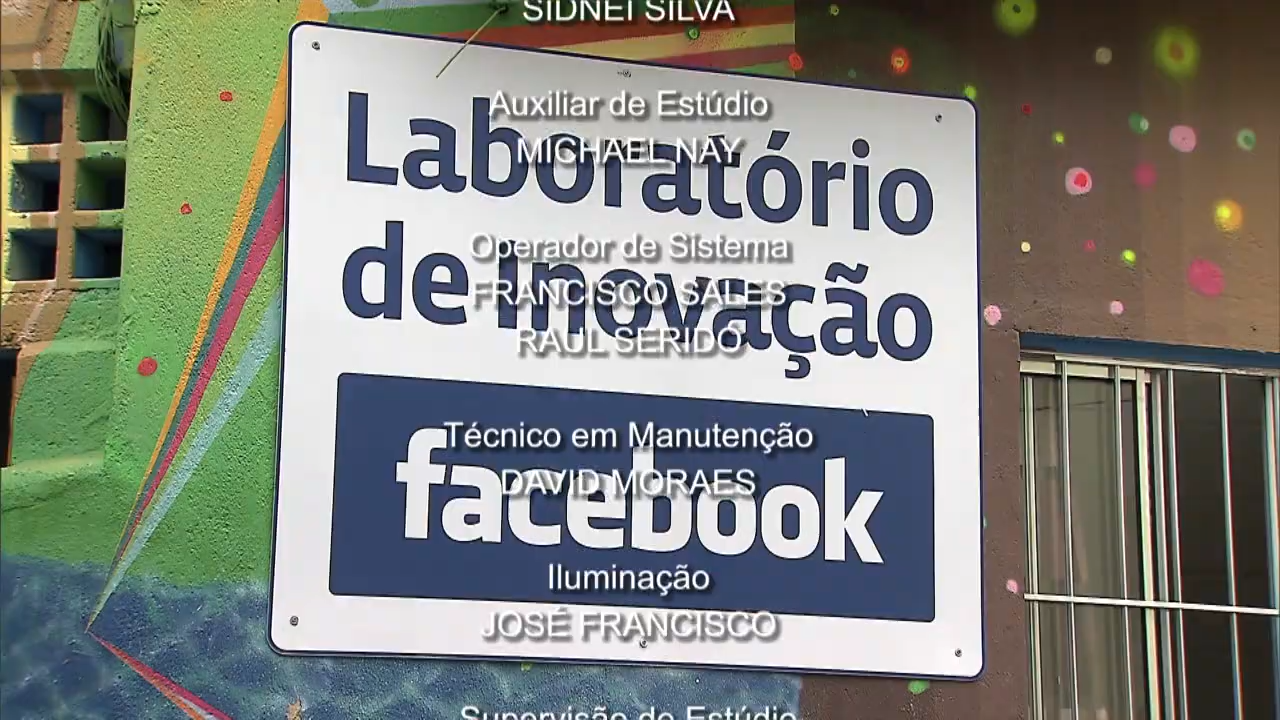 SIDNEI SILVA
Auxiliar de Estúdio
MICHAEL NAY
Operador de Sistema
FRANCISCO SALES
RAUL SERIDÓ
Técnico em Manutenção
DAVID MORAES
Iluminação
JOSÉ FRANCISCO
Supervisão de Estúdio
Laboratório
de Inovação
facebook